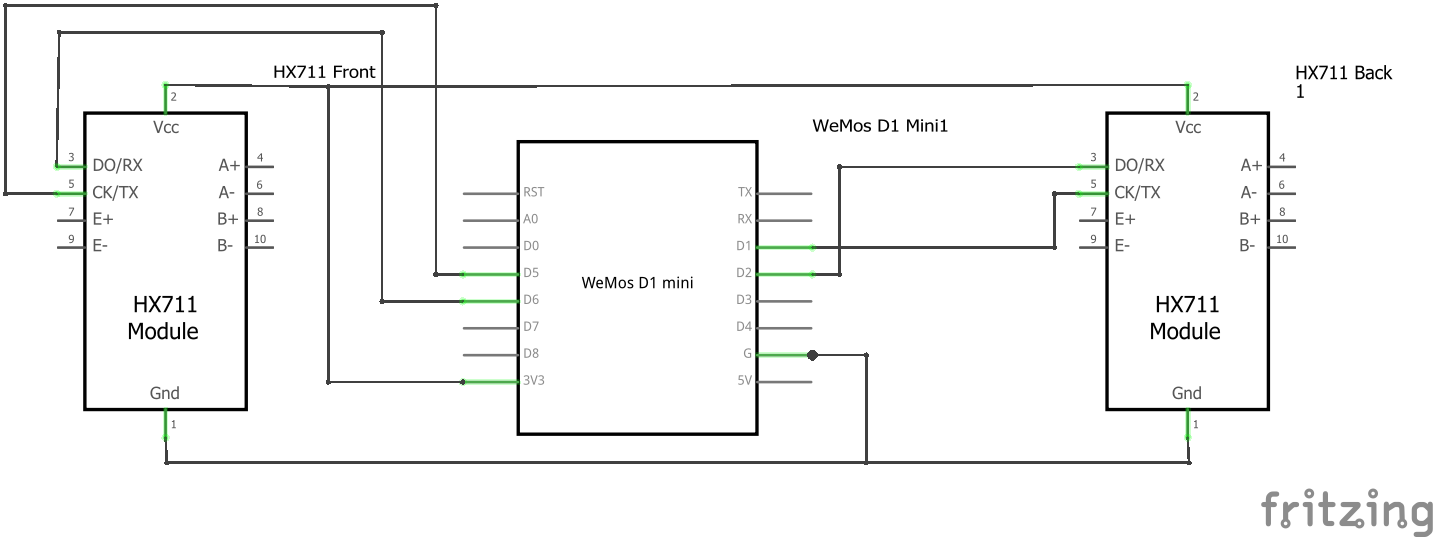 HX711 Front
2
Vcc
3
DO/RX
A+
4
5
CK/TX
A-
6
7
E+
B+
8
9
E-
B-
10
HX711
Module
Gnd
1
WeMos D1 Mini1
RST
TX
A0
RX
D0
D1
D5
D2
WeMos D1 mini
D6
D3
D7
D4
D8
G
3V3
5V
HX711 Back
1
2
Vcc
3
DO/RX
A+
4
5
CK/TX
A-
6
7
E+
B+
8
9
E-
B-
10
HX711
Module
Gnd
1
fritzing